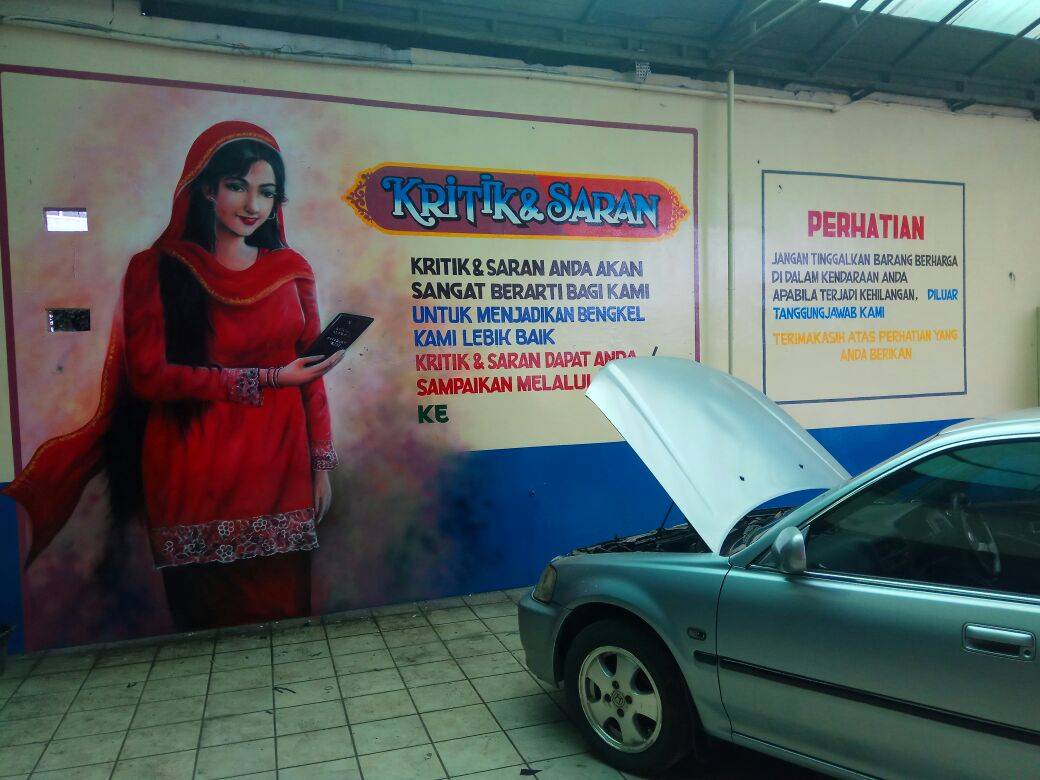 KRITIK & SARAN
KRITIK & SARAN ANDA AKAN
SANGAT BERARTI BAGI KAMI
UNTUK MENJADIKAN BENGKEL
KAMI LEBIH BAIK
KRITIK & SARAN DAPAT ANDA
SAMPAIKAN MELALUI
KE
PERHATIAN
JANGAN TINGGALKAN BARANG BERHARGA
DI DALAM KENDARAAN ANDA
APABILA TERJADI KEHILANGAN, DILUAR
TANGGUNGJAWAB KAMI
TERIMAKASIH ATAS PERHATIAN YANG
ANDA BERIKAN